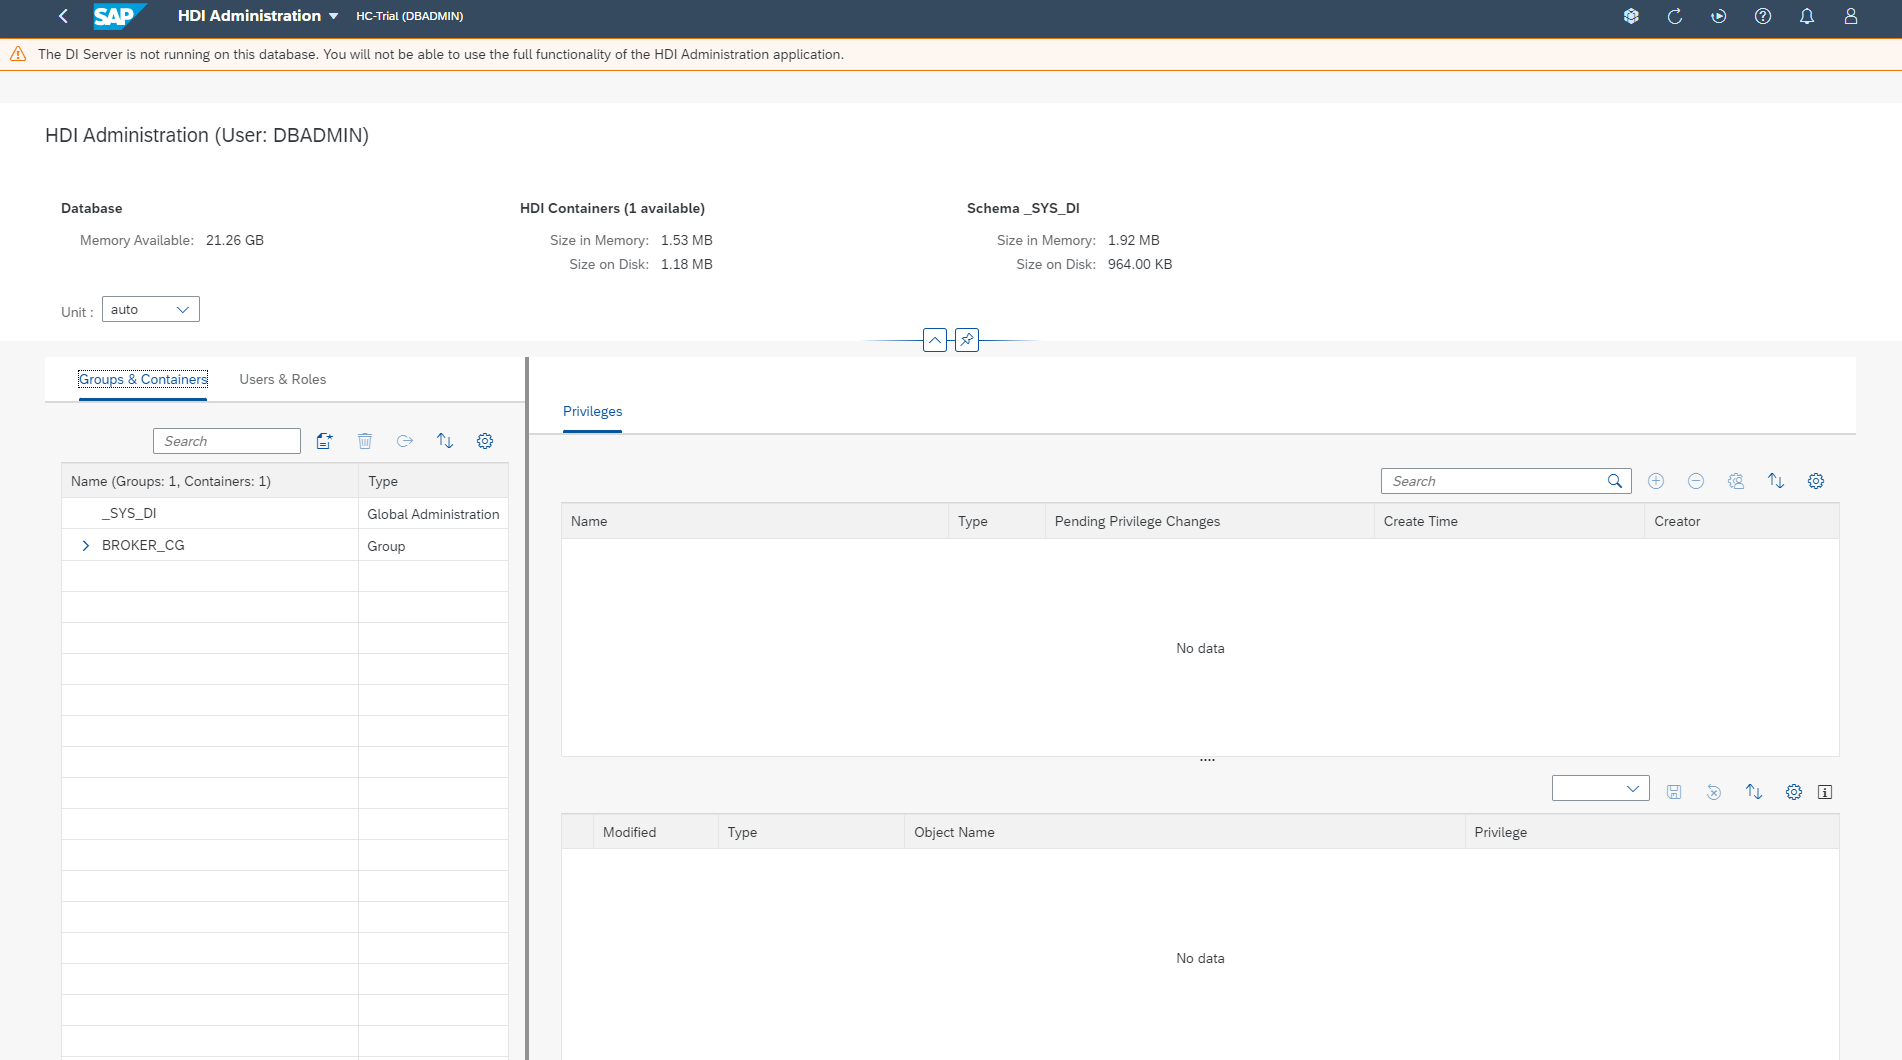 SAP HDI Administration HC-Trial (DBADMIN)
The DI Server is not running on this database. You will not be able to use the full functionality of the HDI Administration application.
HDI Administration (User: DBADMIN)
Database
Memory Available: 21.26 GB
HDI Containers (1 available)
Size in Memory: 1.53 MB
Size on Disk: 1.18 MB
Schema _SYS_DI
Size in Memory: 1.92 MB
Size on Disk: 964.00 KB
Unit : auto
Groups & Containers Users & Roles
Search
Name (Groups: 1, Containers: 1) Type
_SYS_DI Global Administration
BROKER_CG Group
Privileges
Search
Name Type Pending Privilege Changes Create Time Creator
No data
Modified Type Object Name Privilege
No data